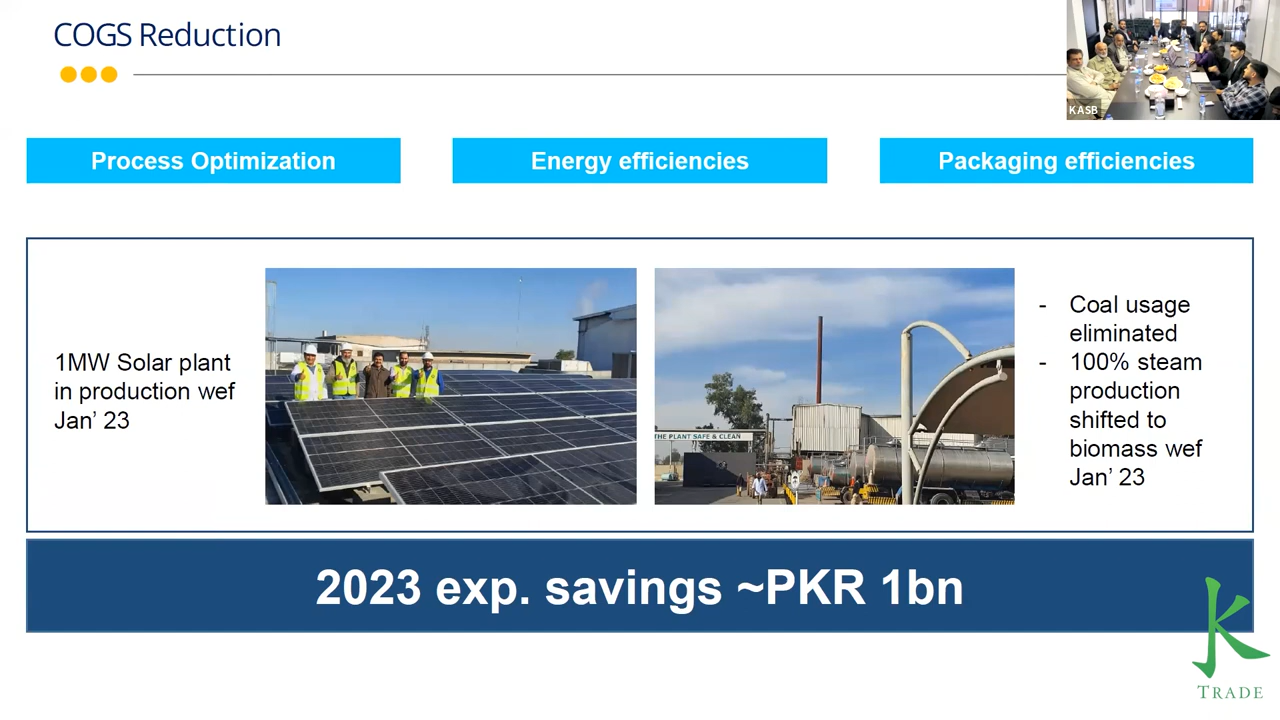 COGS Reduction
KASB
Process Optimization
Energy efficiencies
Packaging efficiencies
1MW Solar plant
in production wef
Jan’ 23
THE PLANT SAFE & CLEAN
- Coal usage
eliminated
- 100% steam
production
shifted to
biomass wef
Jan’ 23
2023 exp. savings ~PKR 1bn
K
TRADE